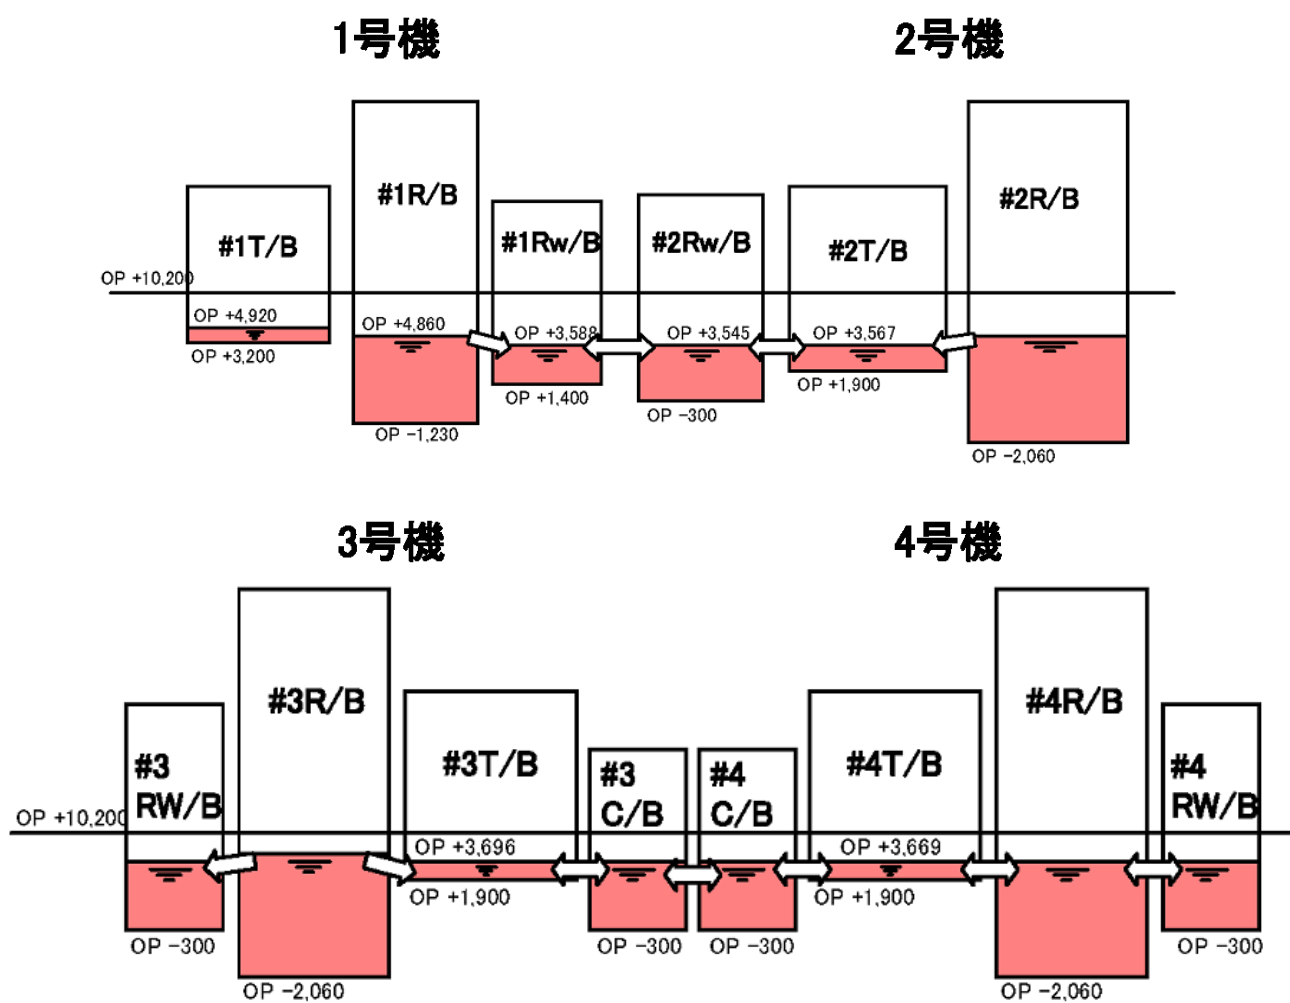 1号機
2号機
#1T/B
#1R/B
#1Rw/B
#2Rw/B
#2T/B
#2R/B
OP +10,200
OP +4,920
OP +4,860
OP +3,588
OP +3,545
OP +3,567
OP +3,200
OP +1,400
OP -300
OP +1,900
OP -1,230
OP -2,060
3号機
4号機
#3
RW/B
#3R/B
#3T/B
#3
C/B
#4
C/B
#4T/B
#4R/B
#4
RW/B
OP +10,200
OP +3,696
OP +3,669
OP +1,900
OP +1,900
OP -300
OP -300
OP -300
OP -300
OP -2,060
OP -2,060